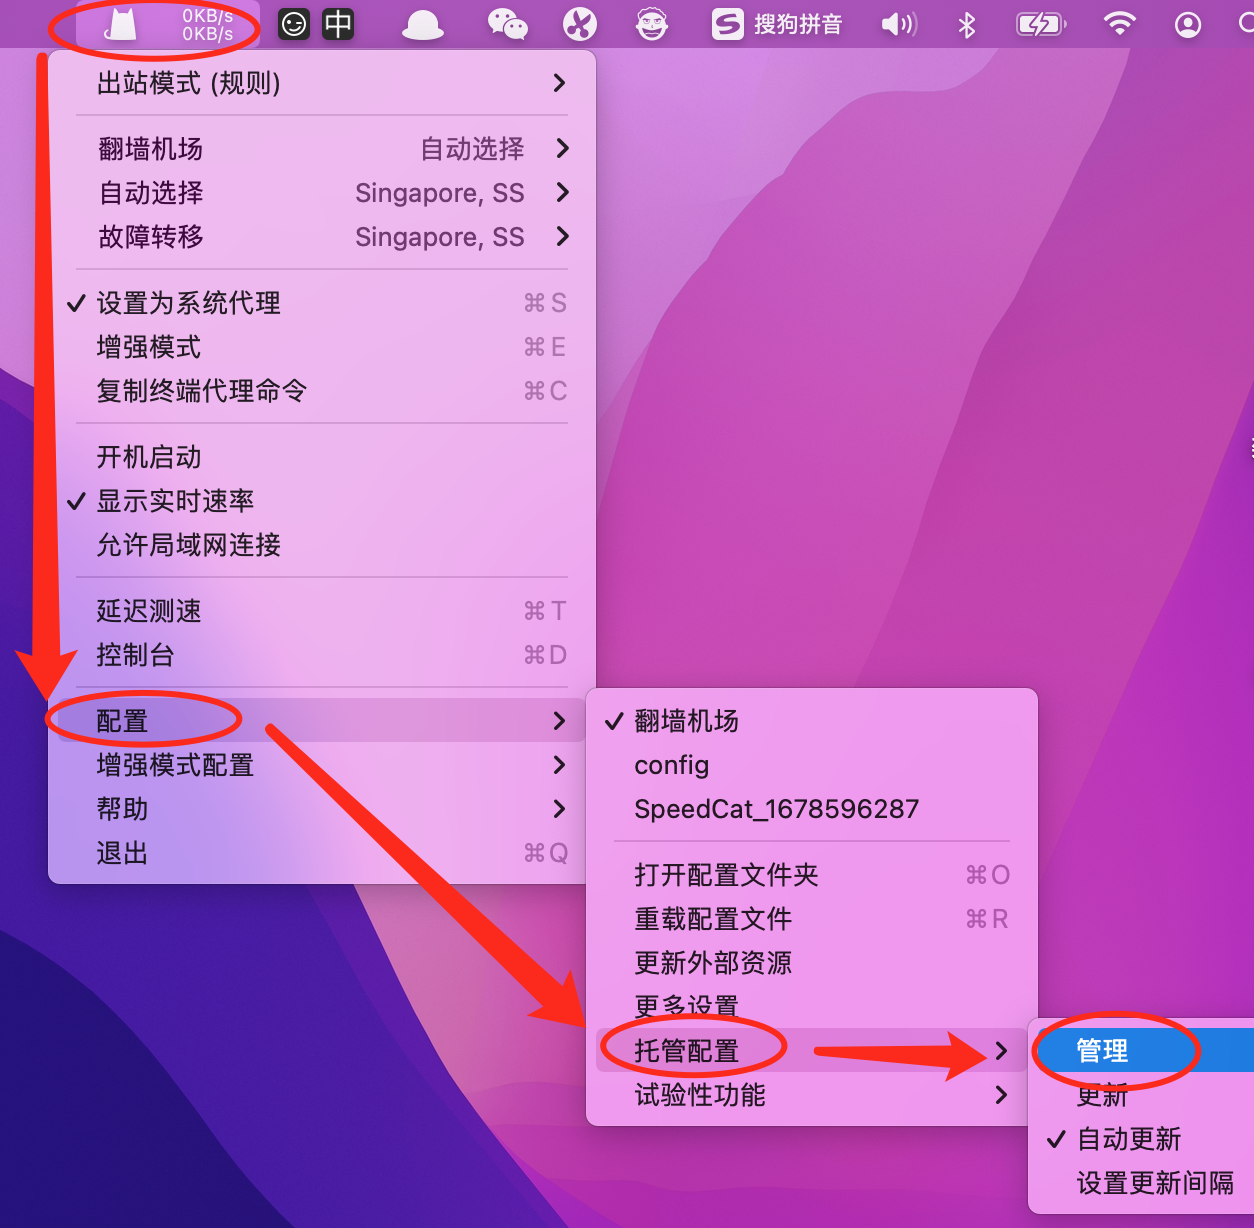 0KB/s
0KB/s
中
搜狗拼音
出站模式 (规则)
翻墙机场 自动选择
自动选择 Singapore, SS
故障转移 Singapore, SS
✓ 设置为系统代理 ⌘S
增强模式 ⌘E
复制终端代理命令 ⌘C
开机启动
✓ 显示实时速率
允许局域网连接
延迟测速 ⌘T
控制台 ⌘D
配置
增强模式配置
帮助
退出 ⌘Q
✓ 翻墙机场
config
SpeedCat_1678596287
打开配置文件夹 ⌘O
重载配置文件 ⌘R
更新外部资源
更多设置
托管配置
试验性功能
管理
更新
✓ 自动更新
设置更新间隔